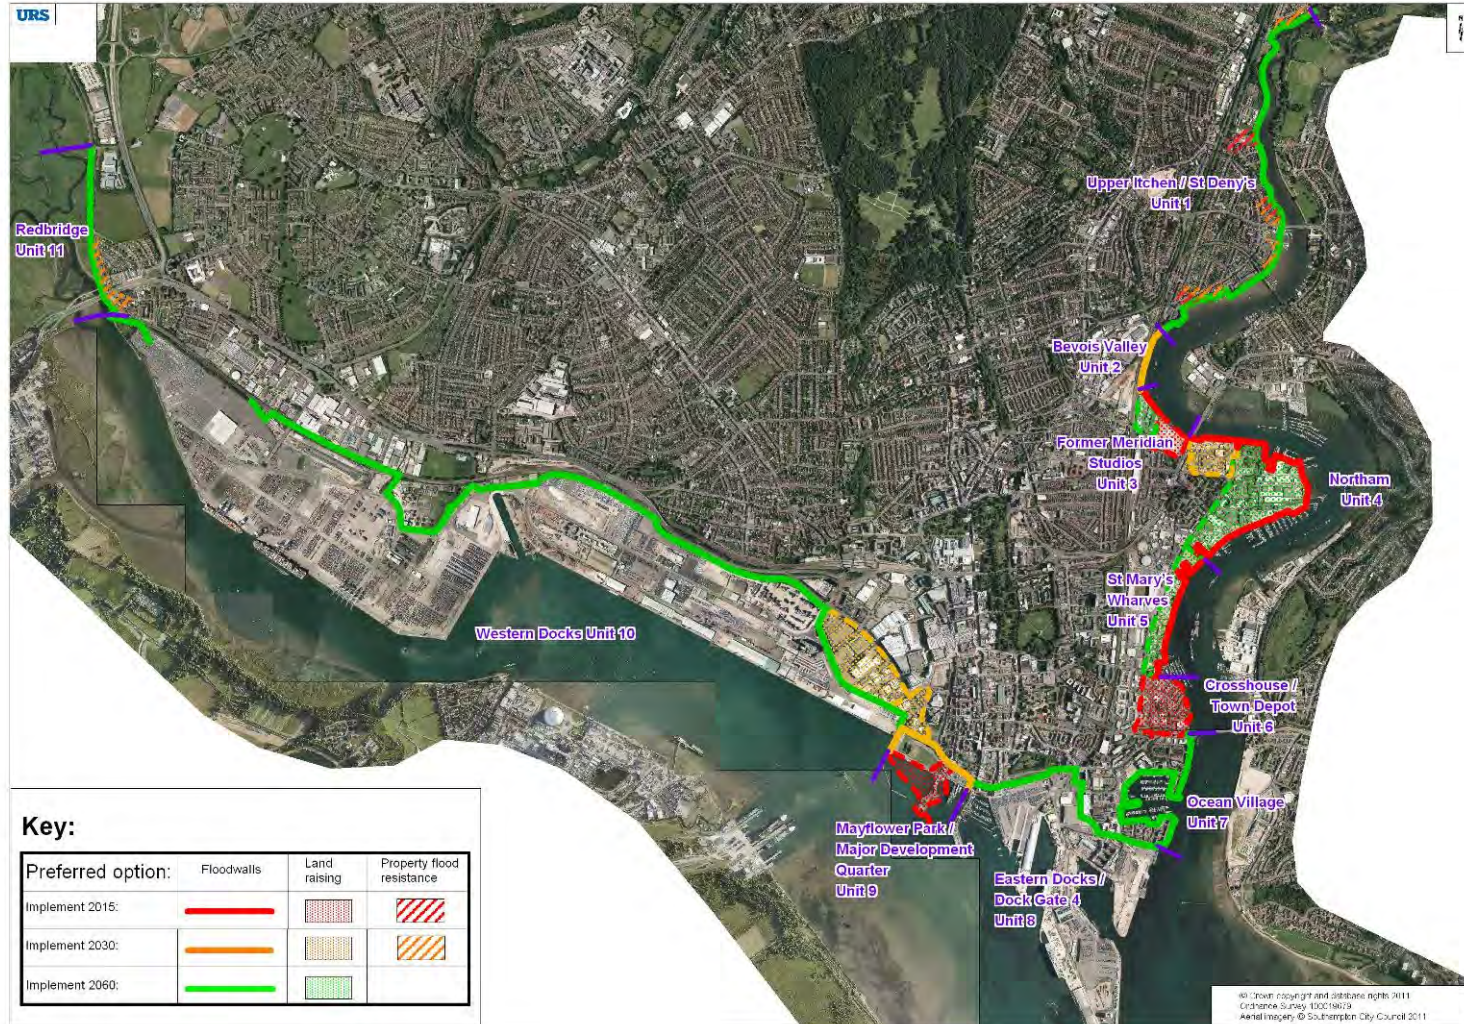 URS
Upper Itchen / St Deny's
Unit 1
Redbridge
Unit 11
Bevois Valley
Unit 2
Former Meridian
Studios
Unit 3
Northam
Unit 4
St Mary's
Wharves
Unit 5
Western Docks Unit 10
Crosshouse /
Town Depot
Unit 6
Ocean Village
Unit 7
Mayflower Park /
Major Development
Quarter
Unit 9
Eastern Docks /
Dock Gate 4
Unit 8
Key:
Preferred option:
Floodwalls
Land
raising
Property flood
resistance
Implement 2015:
Implement 2030:
Implement 2060:
© Crown copyright and database rights 2011
Ordnance Survey 100019679
Aerial Imagery © Southampton City Council 2011